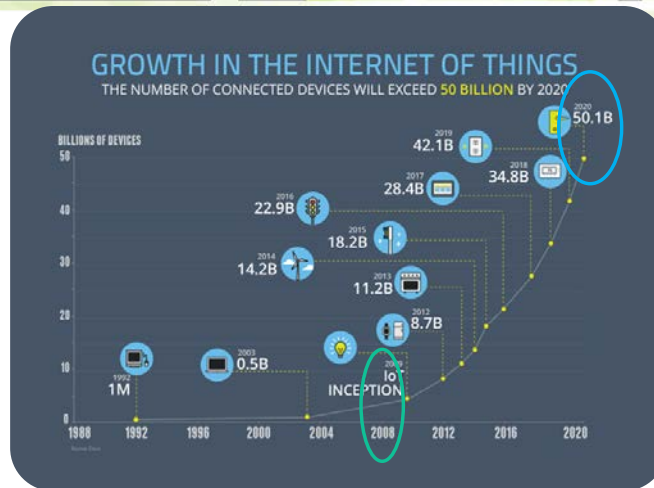 GROWTH IN THE INTERNET OF THINGS
THE NUMBER OF CONNECTED DEVICES WILL EXCEED 50 BILLION BY 2020
BILLIONS OF DEVICES
50
40
30
20
10
0
1992
1M
2003
0.5B
2009
IoT
INCEPTION
2012
8.7B
2013
11.2B
2014
14.2B
2015
18.2B
2016
22.9B
2017
28.4B
2018
34.8B
2019
42.1B
2020
50.1B
1988 1992 1996 2000 2004 2008 2012 2016 2020